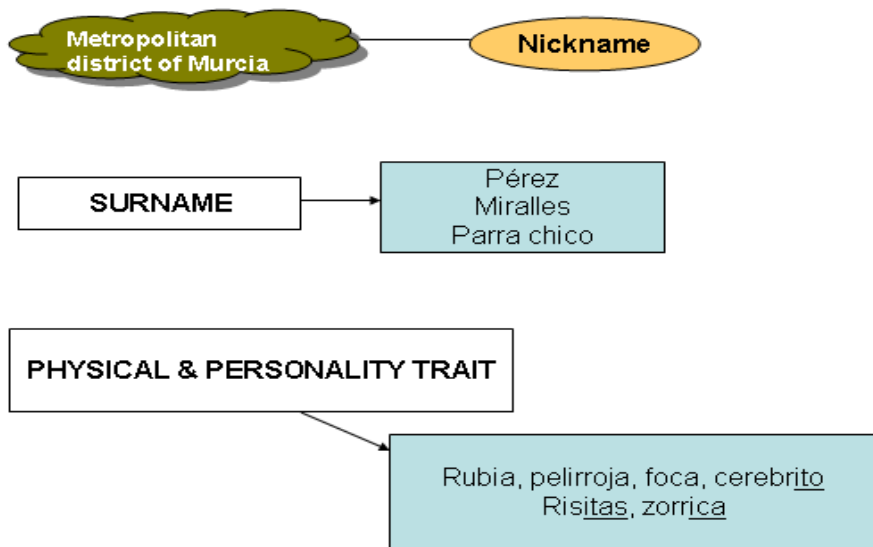 Metropolitan
district of Murcia
Nickname
SURNAME
Pérez
Miralles
Parra chico
PHYSICAL & PERSONALITY TRAIT
Rubia, pelirroja, foca, cerebrito
Risitas, zorrica